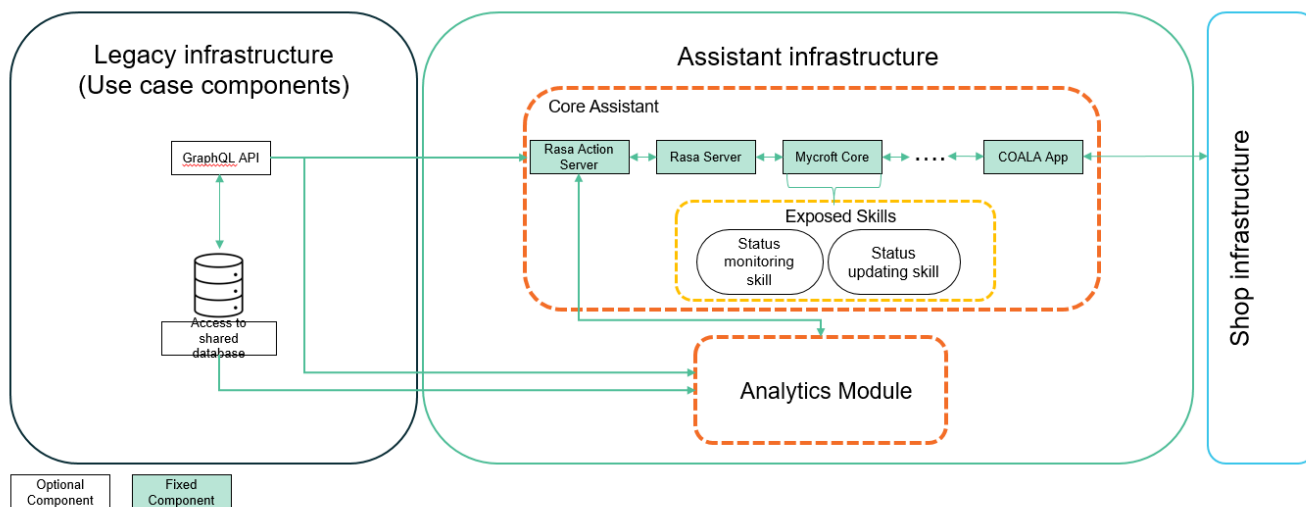 Legacy infrastructure
(Use case components)
GraphQL API
Access to
shared
database
Assistant infrastructure
Core Assistant
Rasa Action
Server
Rasa Server
Mycroft Core
....
COALA App
Exposed Skills
Status
monitoring
skill
Status
updating skill
Analytics Module
Shop infrastructure
Optional
Component
Fixed
Component